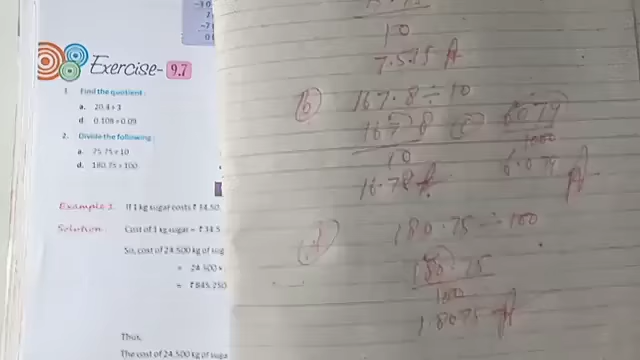 Exercise- 9.7
1. Find the quotient :
a. 20.4 ÷ 3
d. 0.108 ÷ 0.09
2. Divide the following :
a. 75.75 ÷ 10
d. 180.75 ÷ 100
Example 1. If 1 kg sugar costs ₹ 34.50,
Solution : Cost of 1 kg sugar = ₹ 34.5
So, cost of 24.500 kg of sug
= 24.500 ×
= ₹ 845.250
Thus,
The cost of 24.500 kg of suga
10
7.575 A
(b) 167.8 ÷ 10
167.8
10
16.78 A
(c) 6079
1000
6.079 A
(d) 180.75 ÷ 100
180.75
100
1.8075 A